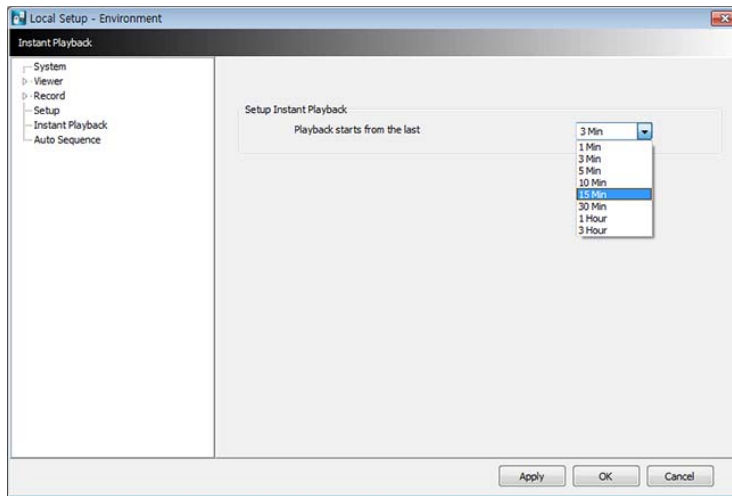 Local Setup - Environment
Instant Playback
System
Viewer
Record
Setup
Instant Playback
Auto Sequence
Setup Instant Playback
Playback starts from the last
3 Min
1 Min
3 Min
5 Min
10 Min
15 Min
30 Min
1 Hour
3 Hour
Apply
OK
Cancel